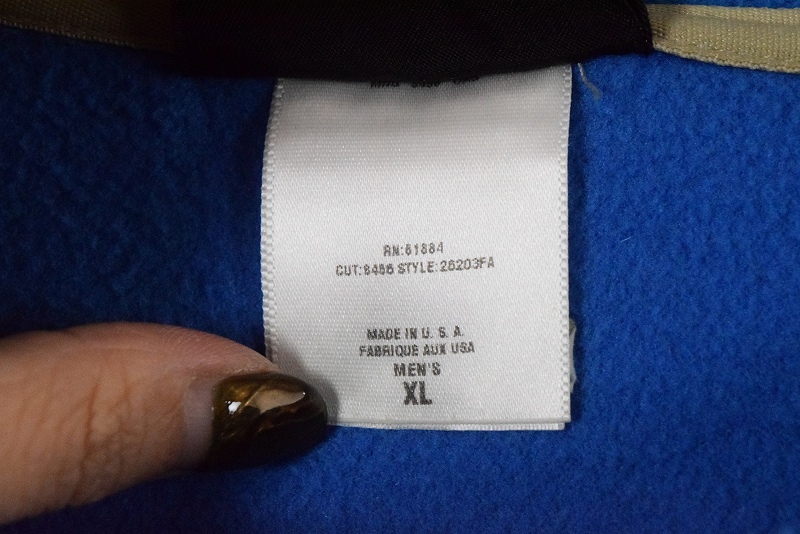 RN:61884
CUT:8486 STYLE:26203FA
MADE IN U. S. A.
FABRIQUE AUX USA
MEN'S
XL